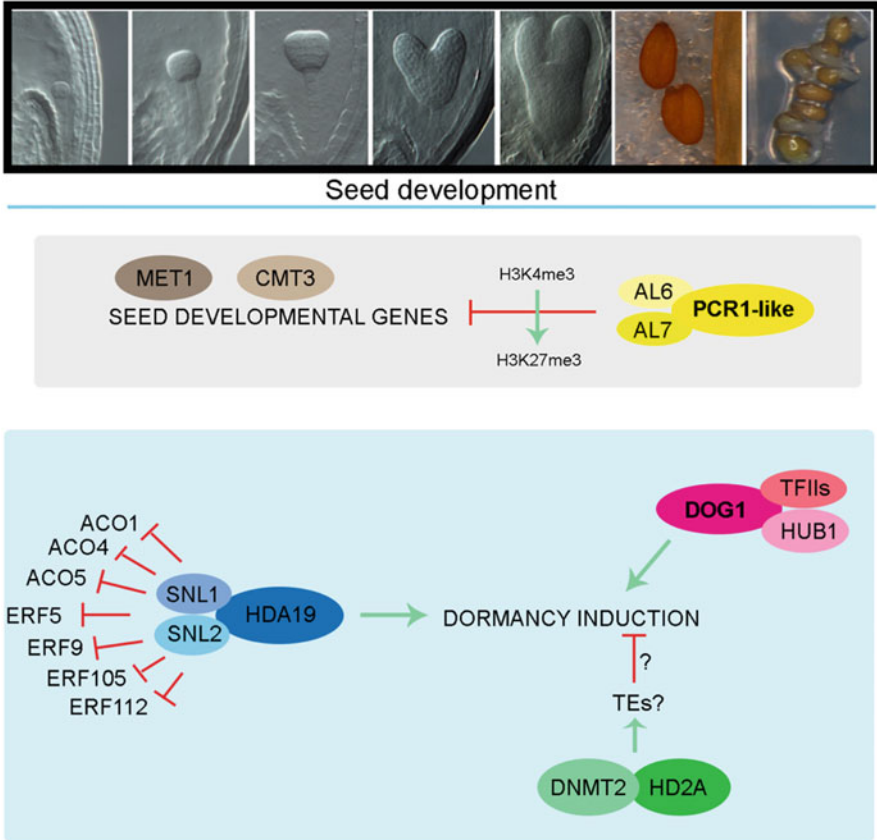 Seed development
MET1
CMT3
SEED DEVELOPMENTAL GENES
H3K4me3
H3K27me3
AL6
AL7
PCR1-like
DOG1
TFIIs
HUB1
ACO1
ACO4
ACO5
ERF5
ERF9
ERF105
ERF112
SNL1
SNL2
HDA19
DORMANCY INDUCTION
?
TEs?
DNMT2
HD2A